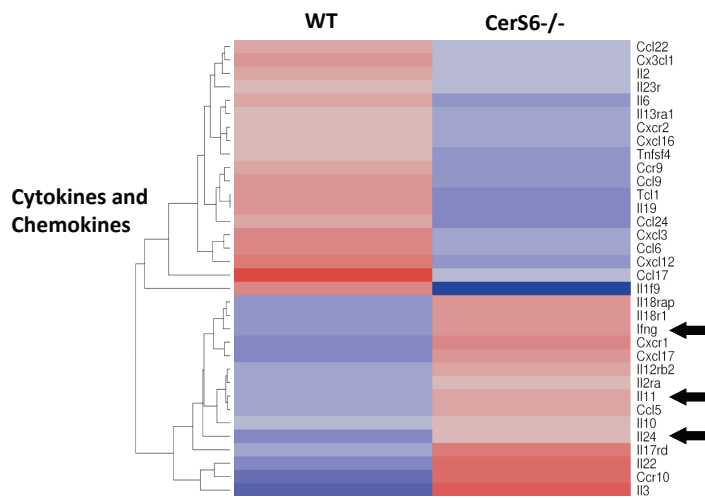 WT
CerS6-/-
Cytokines and
Chemokines
Ccl22
Cx3cl1
Il2
Il23r
Il6
Il13ra1
Cxcr2
Cxcl16
Tnfsf4
Ccr9
Ccl9
Tcl1
Il19
Ccl24
Cxcl3
Ccl6
Cxcl12
Ccl17
Il1f9
Il18rap
Il18r1
Ifng
Cxcr1
Cxcl17
Il12rb2
Il2ra
Il11
Ccl5
Il10
Il24
Il17rd
Il22
Ccr10
Il3